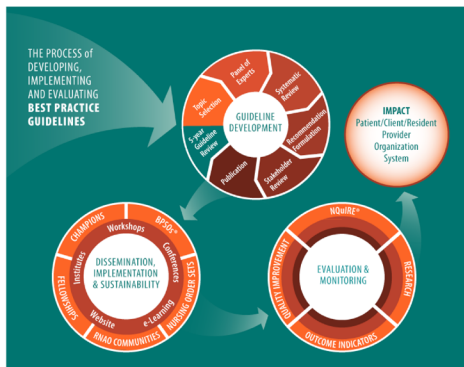 THE PROCESS of
DEVELOPING,
IMPLEMENTING
AND EVALUATING
BEST PRACTICE
GUIDELINES
Topic
Selection
Panel of
Experts
Systematic
Review
Recommendation
Formulation
Stakeholder
Review
Publication
5-year
Guideline
Review
GUIDELINE
DEVELOPMENT
IMPACT
Patient/Client/Resident
Provider
Organization
System
CHAMPIONS
BPSOs®
NURSING ORDER SETS
RNAO COMMUNITIES
FELLOWSHIPS
Workshops
Conferences
e-Learning
Website
Institutes
DISSEMINATION,
IMPLEMENTATION
& SUSTAINABILITY
NQuIRE®
RESEARCH
OUTCOME INDICATORS
QUALITY IMPROVEMENT
EVALUATION &
MONITORING